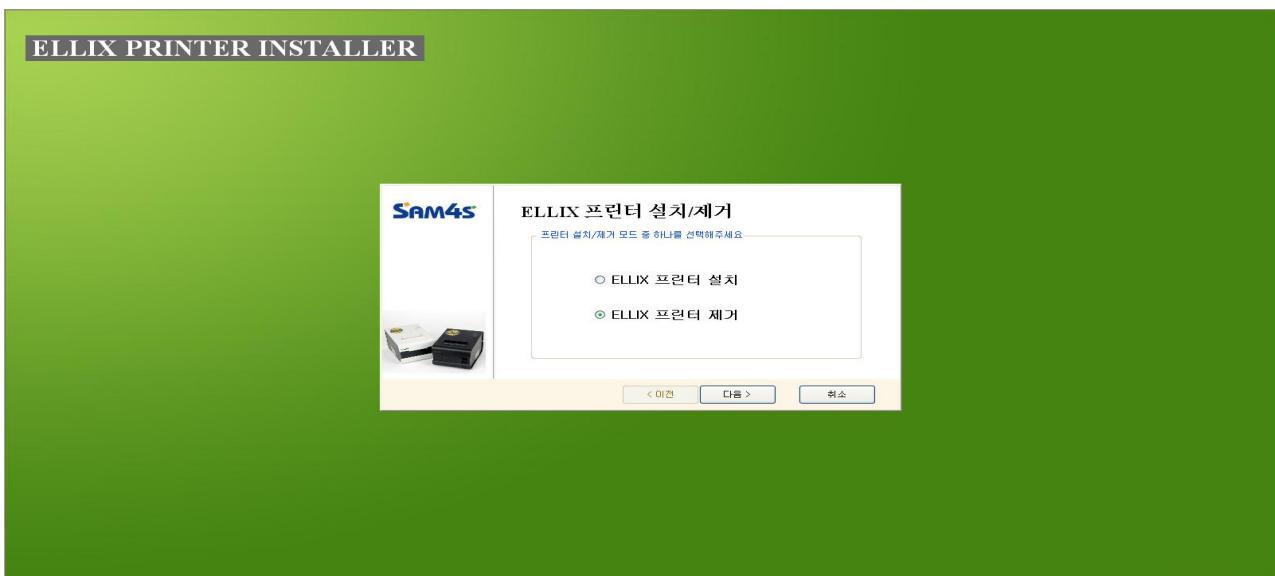 ELLIX PRINTER INSTALLER
SAM4S
ELLIX 프린터 설치/제거
프린터 설치/제거 모드 중 하나를 선택해주세요
ELLIX 프린터 설치
ELLIX 프린터 제거
< 이전
다음 >
취소